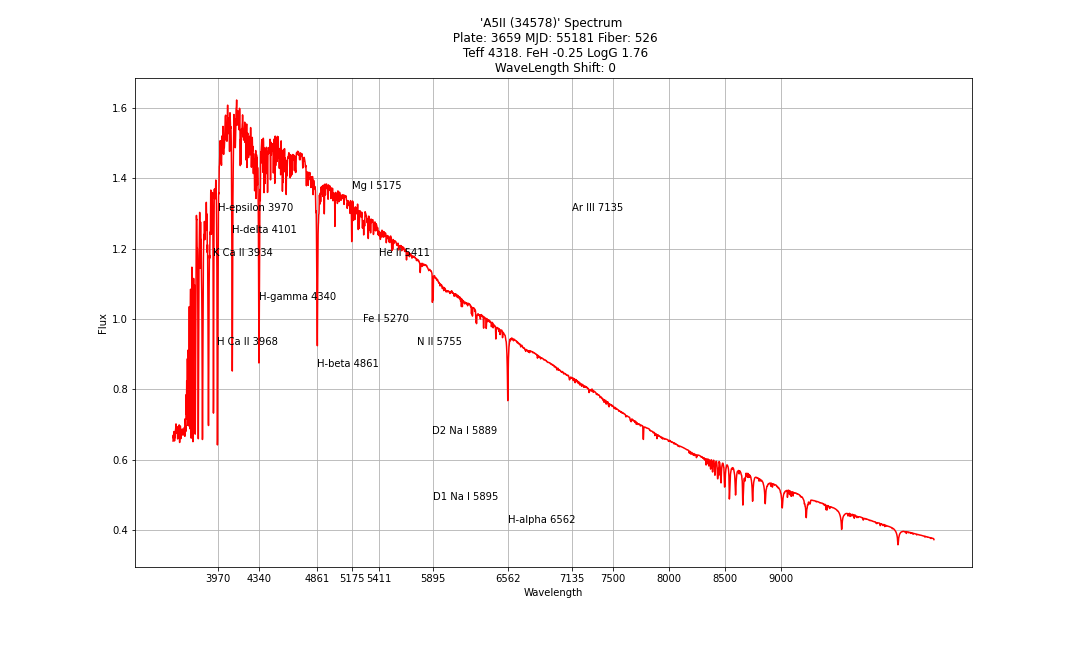 'A5II (34578)' Spectrum
Plate: 3659 MJD: 55181 Fiber: 526
Teff 4318. FeH -0.25 LogG 1.76
WaveLength Shift: 0
1.6
1.4
1.2
1.0
0.8
0.6
0.4
Flux
Mg I 5175
H-epsilon 3970
Ar III 7135
H-delta 4101
K Ca II 3934
He II 5411
H-gamma 4340
Fe I 5270
H Ca II 3968
N II 5755
H-beta 4861
D2 Na I 5889
D1 Na I 5895
H-alpha 6562
3970 4340 4861 5175 5411 5895 6562 7135 7500 8000 8500 9000
Wavelength